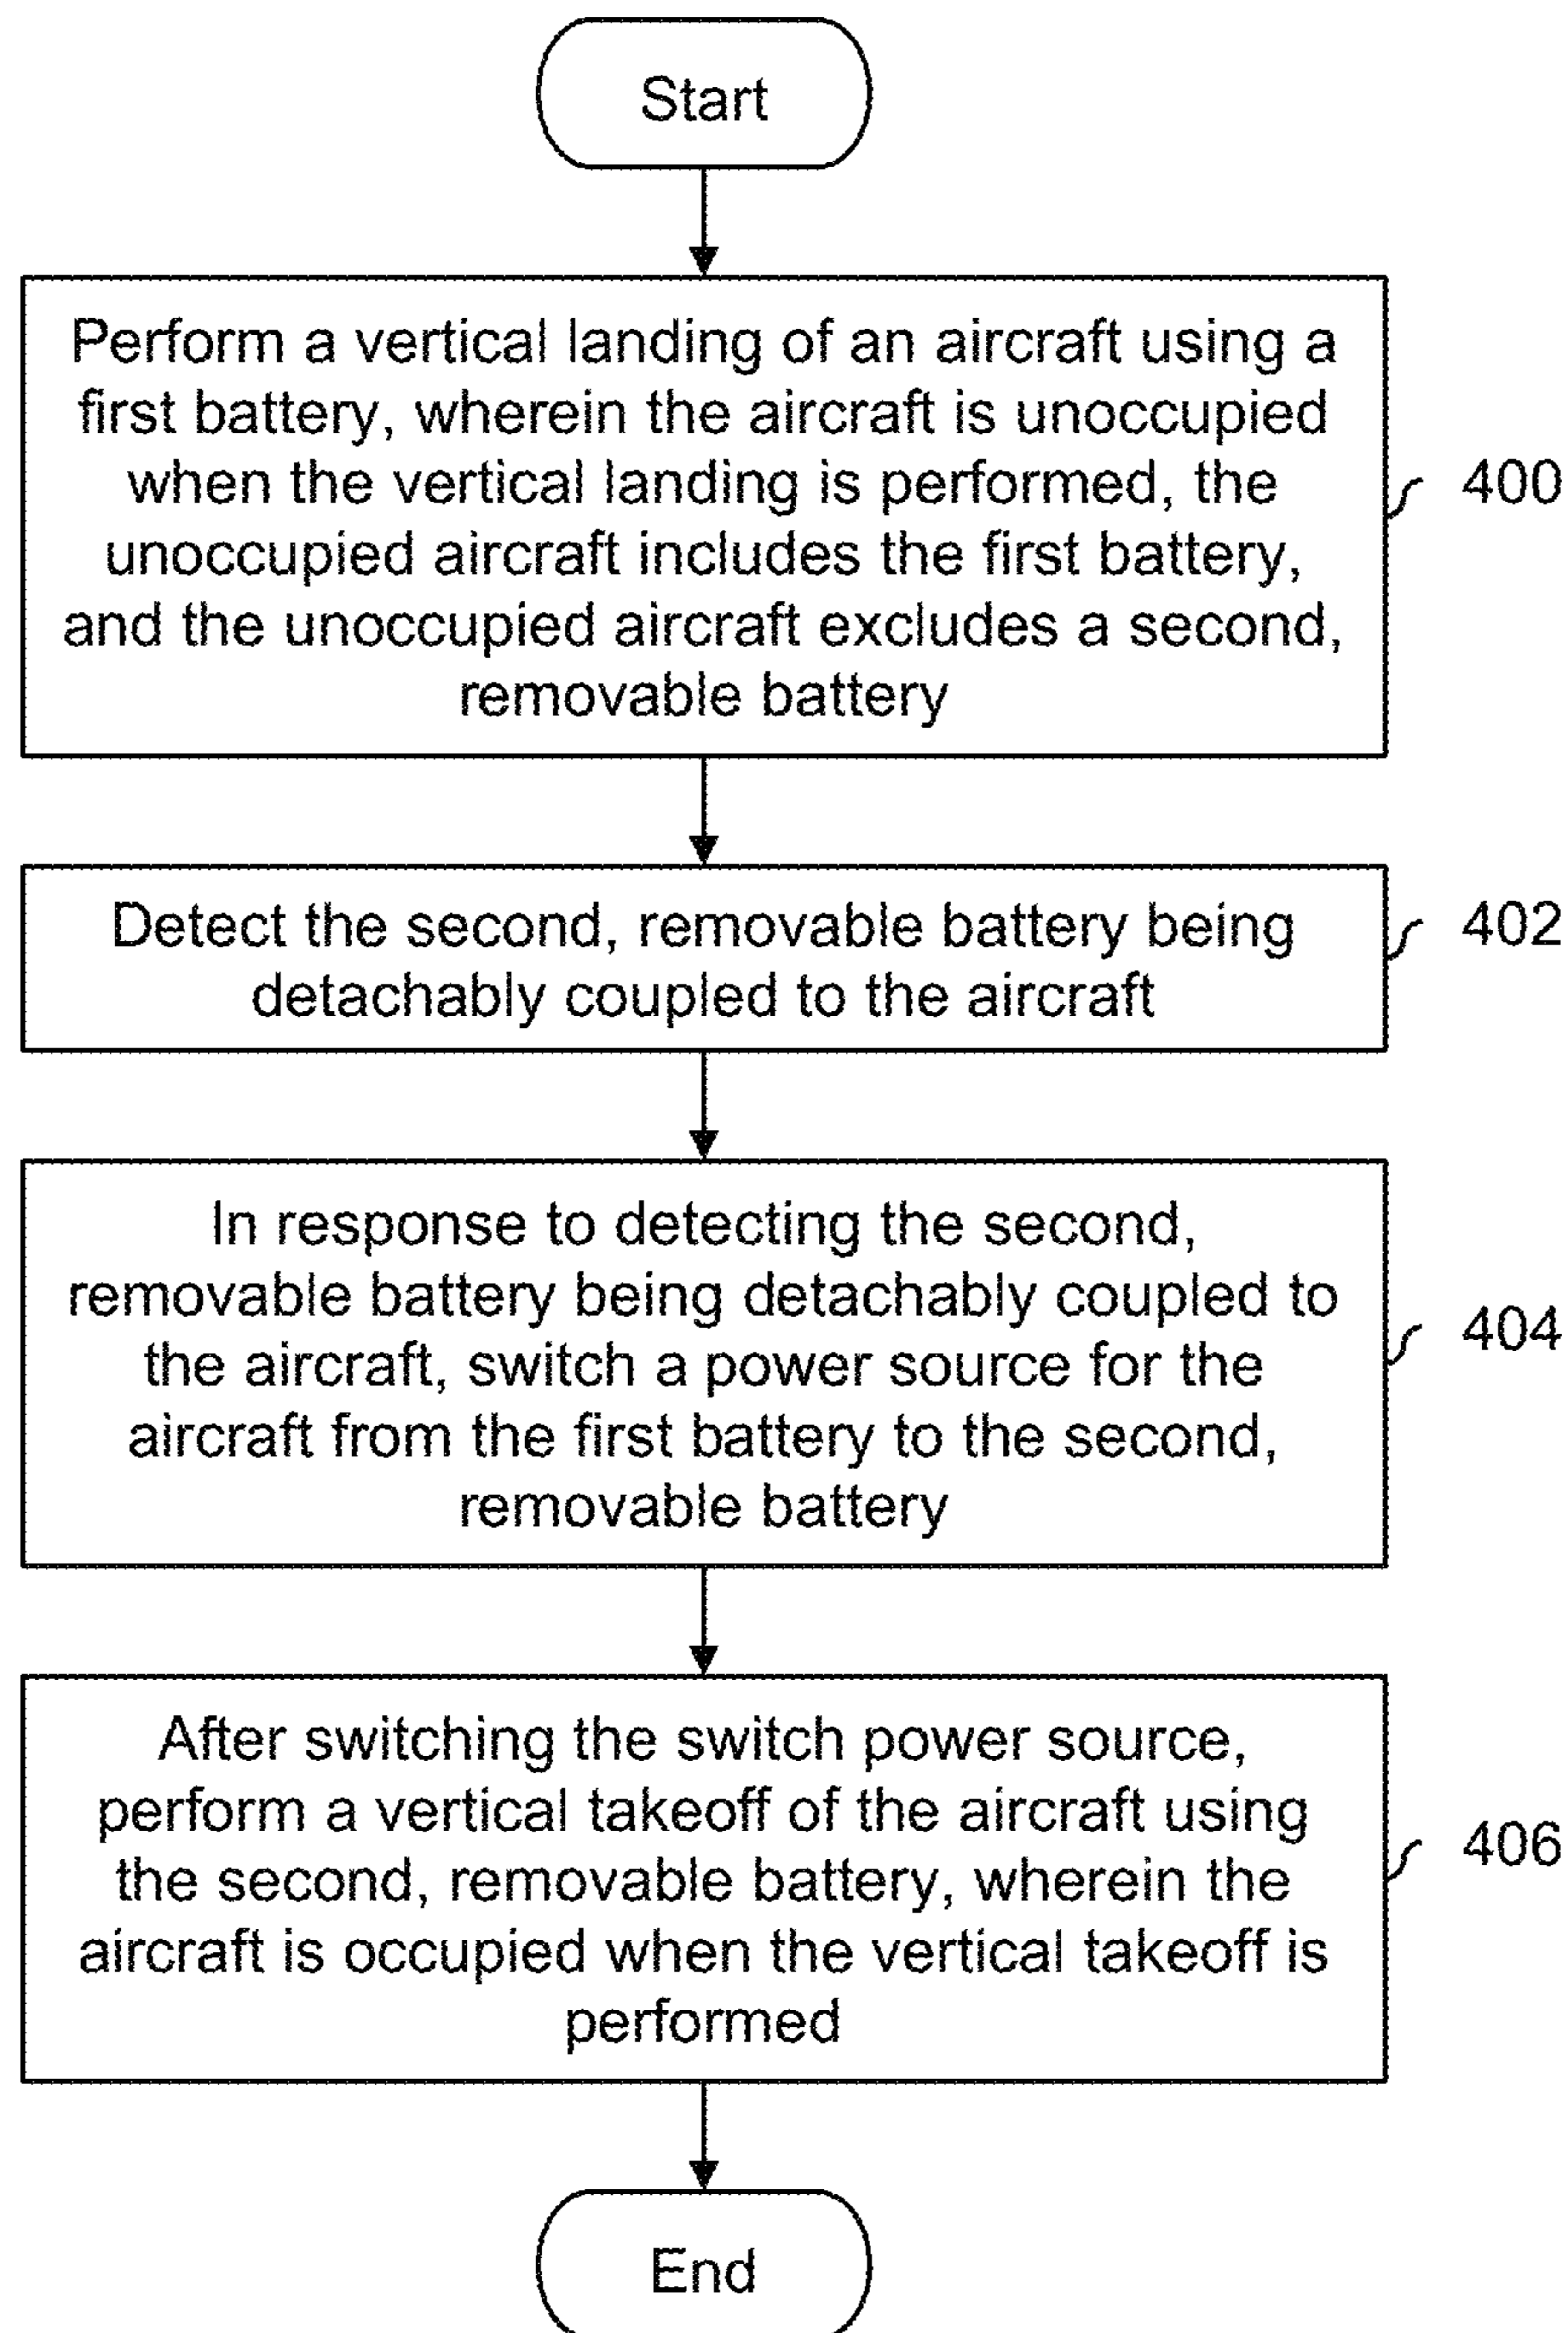 Start
Perform a vertical landing of an aircraft using a
first battery, wherein the aircraft is unoccupied
when the vertical landing is performed, the
unoccupied aircraft includes the first battery,
and the unoccupied aircraft excludes a second,
removable battery
400
Detect the second, removable battery being
detachably coupled to the aircraft
402
In response to detecting the second,
removable battery being detachably coupled to
the aircraft, switch a power source for the
aircraft from the first battery to the second,
removable battery
404
After switching the switch power source,
perform a vertical takeoff of the aircraft using
the second, removable battery, wherein the
aircraft is occupied when the vertical takeoff is
performed
406
End